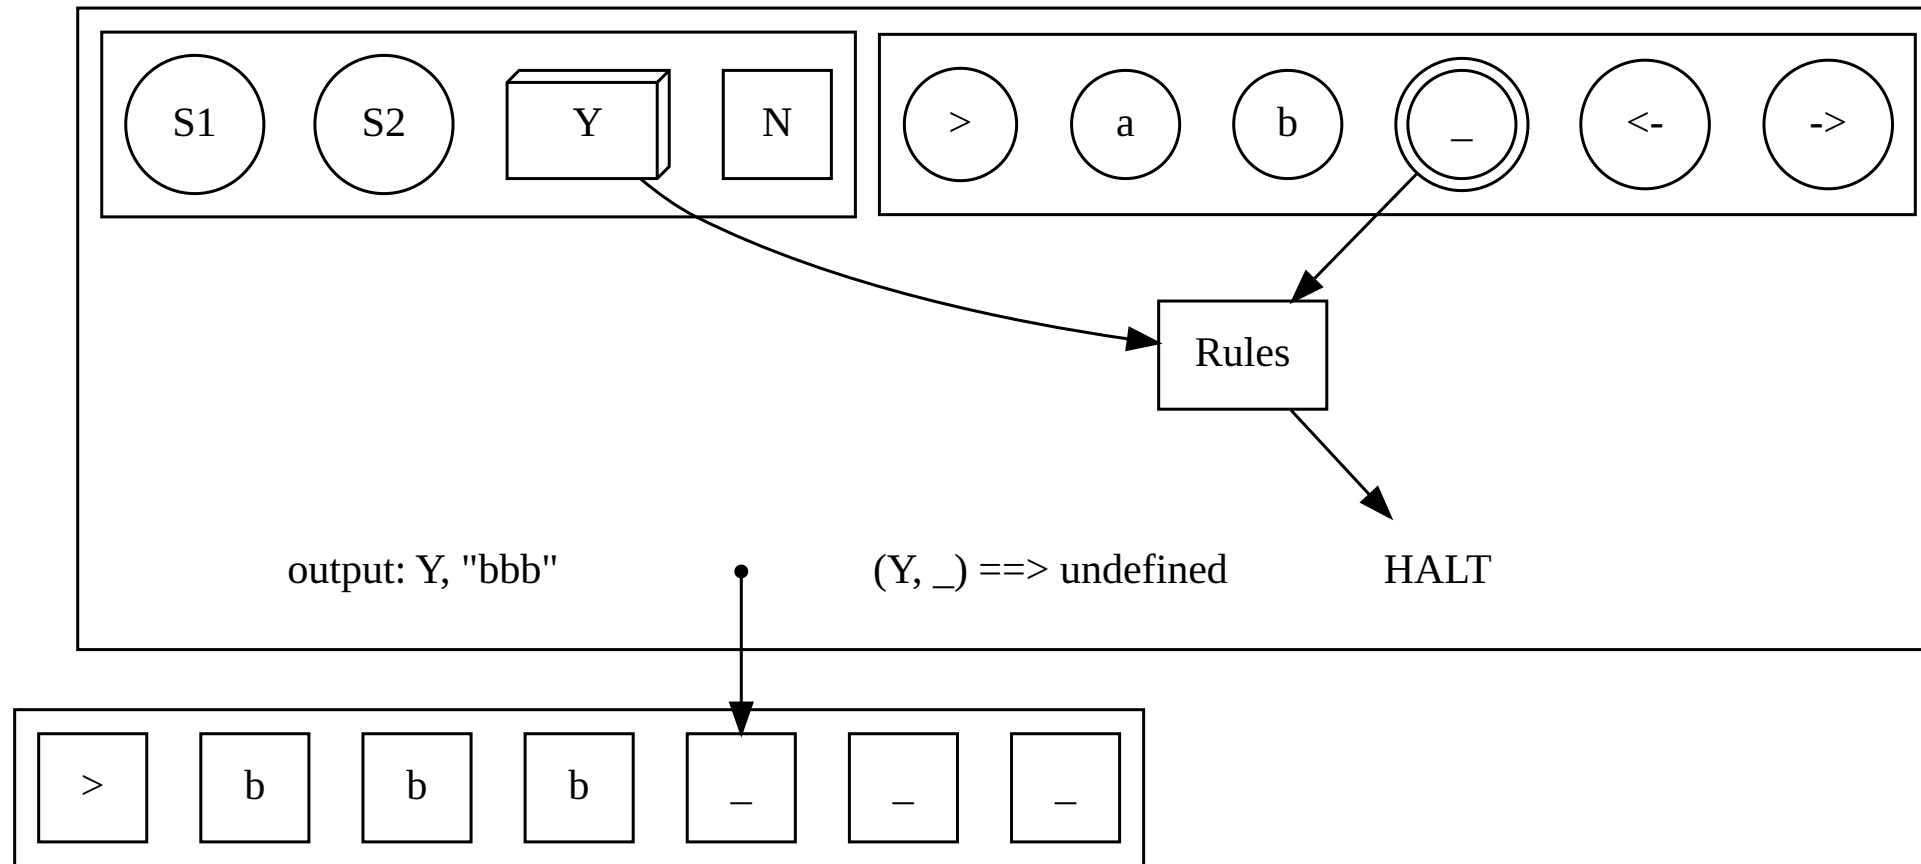 S1 S2 Y N > a b _ <- ->
Rules
output: Y, "bbb" (Y, _) ==> undefined HALT
> b b b _ _ _